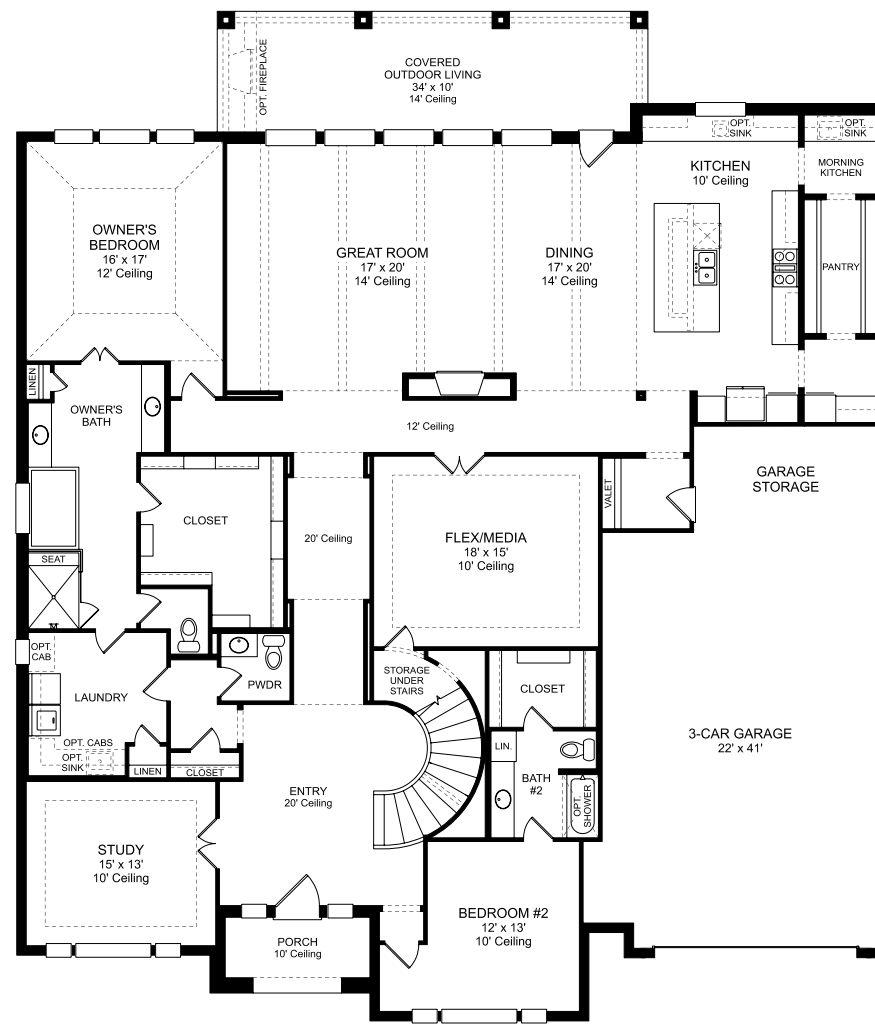 COVERED
OUTDOOR LIVING
34' x 10'
14' Ceiling
OPT. FIREPLACE
OPT.
SINK
OPT.
SINK
KITCHEN
10' Ceiling
MORNING
KITCHEN
OWNER'S
BEDROOM
16' x 17'
12' Ceiling
GREAT ROOM
17' x 20'
14' Ceiling
DINING
17' x 20'
14' Ceiling
PANTRY
LINEN
OWNER'S
BATH
12' Ceiling
CLOSET
20' Ceiling
FLEX/MEDIA
18' x 15'
10' Ceiling
VALET
GARAGE
STORAGE
SEAT
OPT.
CAB
LAUNDRY
PWDR
STORAGE
UNDER
STAIRS
CLOSET
OPT. CABS
OPT.
SINK
LINEN
CLOSET
LIN.
BATH
#2
OPT.
SHOWER
3-CAR GARAGE
22' x 41'
ENTRY
20' Ceiling
STUDY
15' x 13'
10' Ceiling
PORCH
10' Ceiling
BEDROOM #2
12' x 13'
10' Ceiling